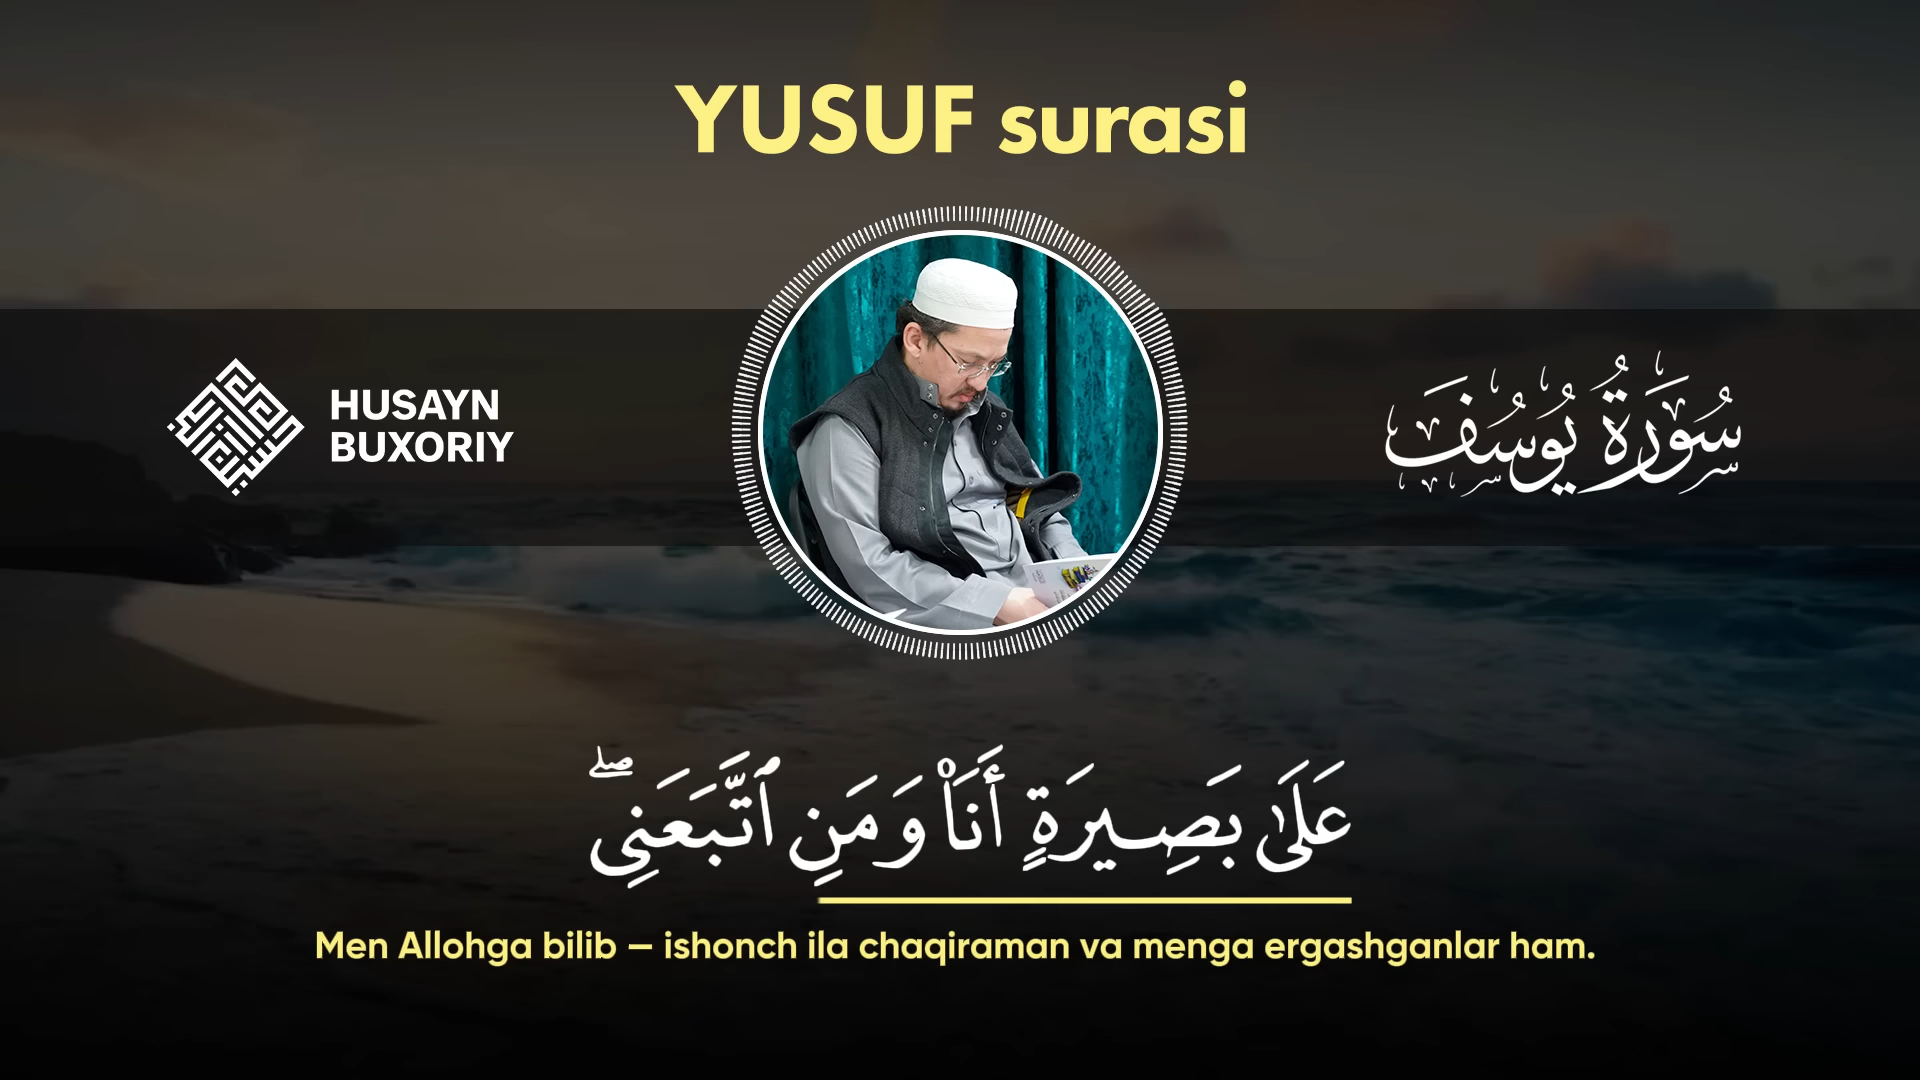 YUSUF surasi
HUSAYN
BUXORIY
سُورَةُ يُوسُفَ
عَلَىٰ بَصِيرَةٍ أَنَا۠ وَمَنِ ٱتَّبَعَنِى ۖ
Men Allohga bilib – ishonch ila chaqiraman va menga ergashganlar ham.